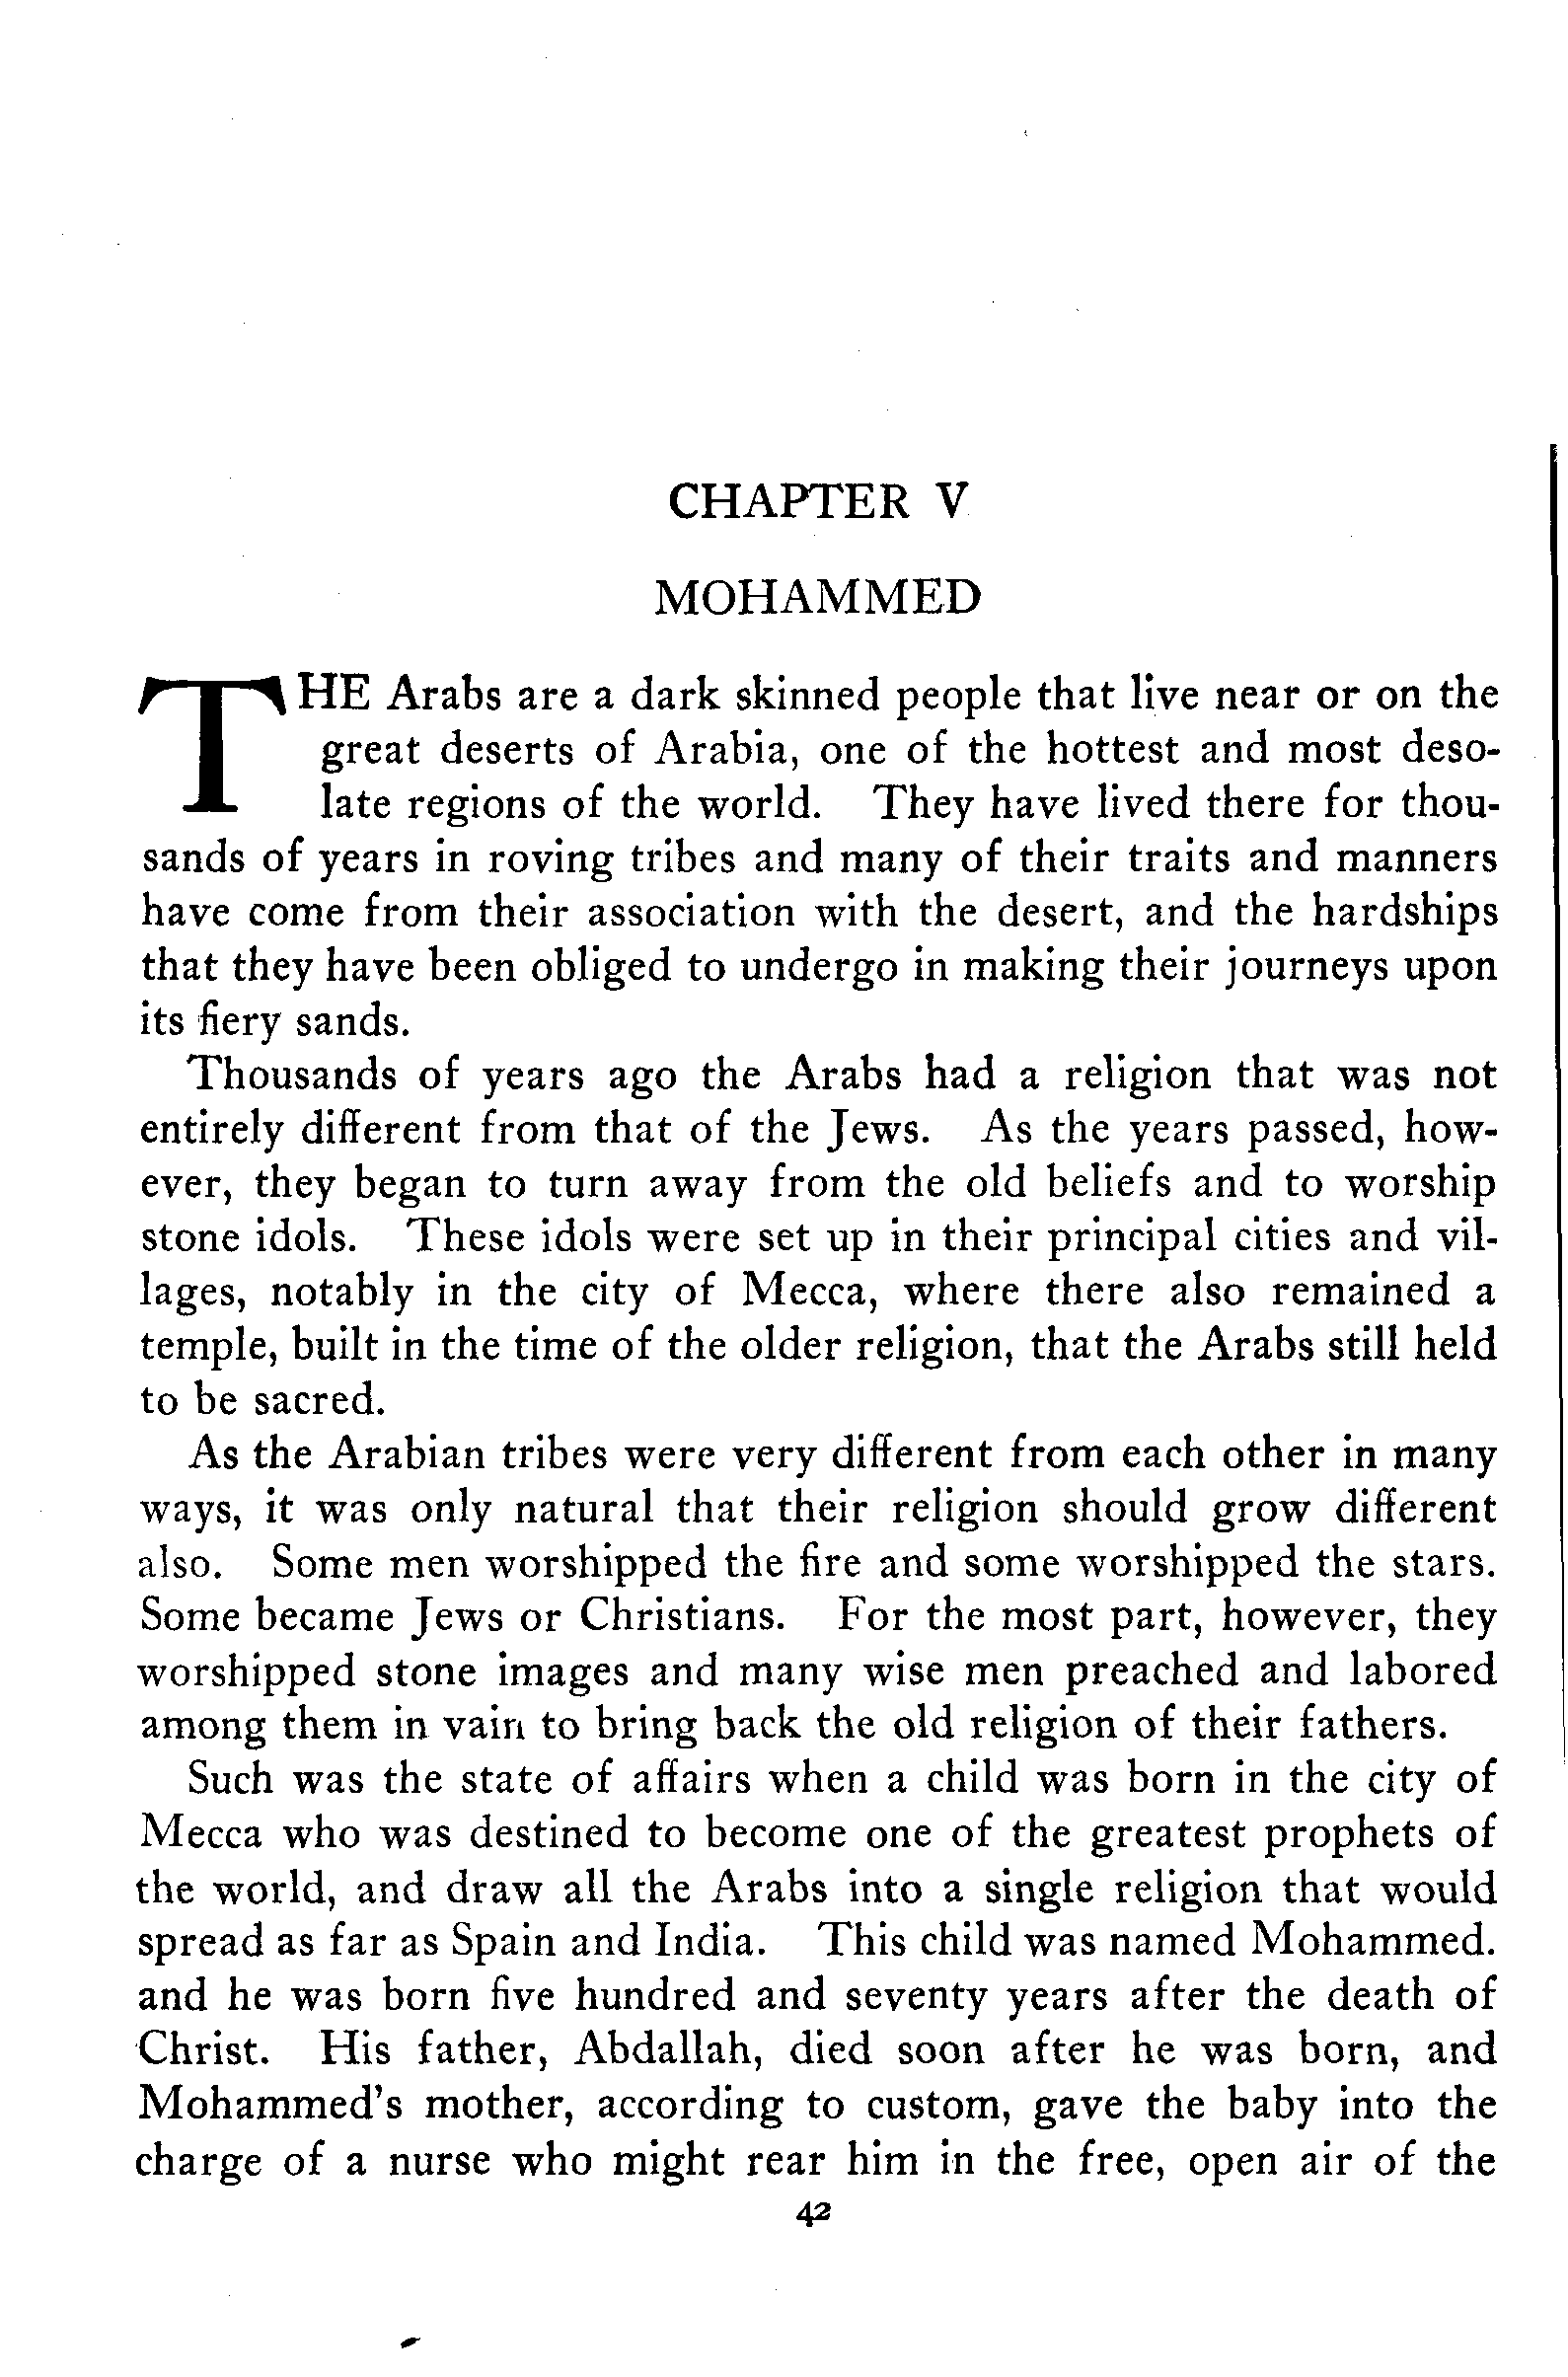 CHAPTER V
MOHAMMED
THE Arabs are a dark skinned people that live near or on the
great deserts of Arabia, one of the hottest and most deso-
late regions of the world. They have lived there for thou-
sands of years in roving tribes and many of their traits and manners
have come from their association with the desert, and the hardships
that they have been obliged to undergo in making their journeys upon
its fiery sands.
Thousands of years ago the Arabs had a religion that was not
entirely different from that of the Jews. As the years passed, how-
ever, they began to turn away from the old beliefs and to worship
stone idols. These idols were set up in their principal cities and vil-
lages, notably in the city of Mecca, where there also remained a
temple, built in the time of the older religion, that the Arabs still held
to be sacred.
As the Arabian tribes were very different from each other in many
ways, it was only natural that their religion should grow different
also. Some men worshipped the fire and some worshipped the stars.
Some became Jews or Christians. For the most part, however, they
worshipped stone images and many wise men preached and labored
among them in vain to bring back the old religion of their fathers.
Such was the state of affairs when a child was born in the city of
Mecca who was destined to become one of the greatest prophets of
the world, and draw all the Arabs into a single religion that would
spread as far as Spain and India. This child was named Mohammed.
and he was born five hundred and seventy years after the death of
Christ. His father, Abdallah, died soon after he was born, and
Mohammed's mother, according to custom, gave the baby into the
charge of a nurse who might rear him in the free, open air of the
42